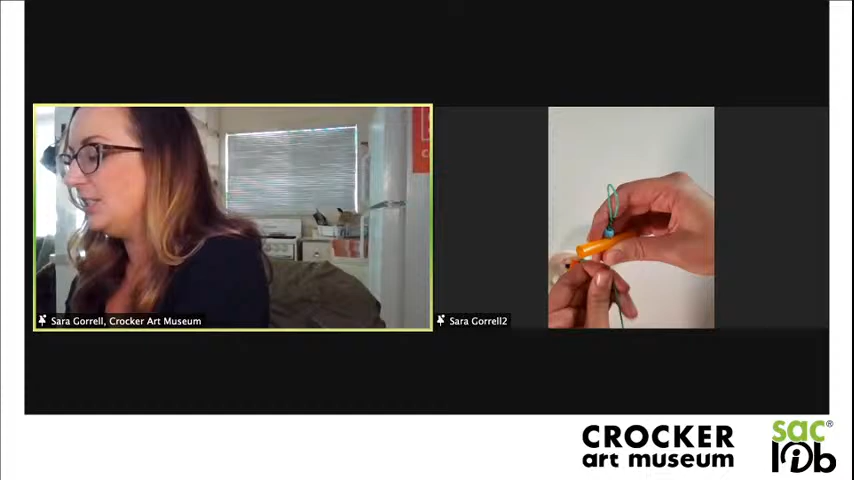 Sara Gorrell, Crocker Art Museum
Sara Gorrell2
CROCKER
art museum
sac®
lib